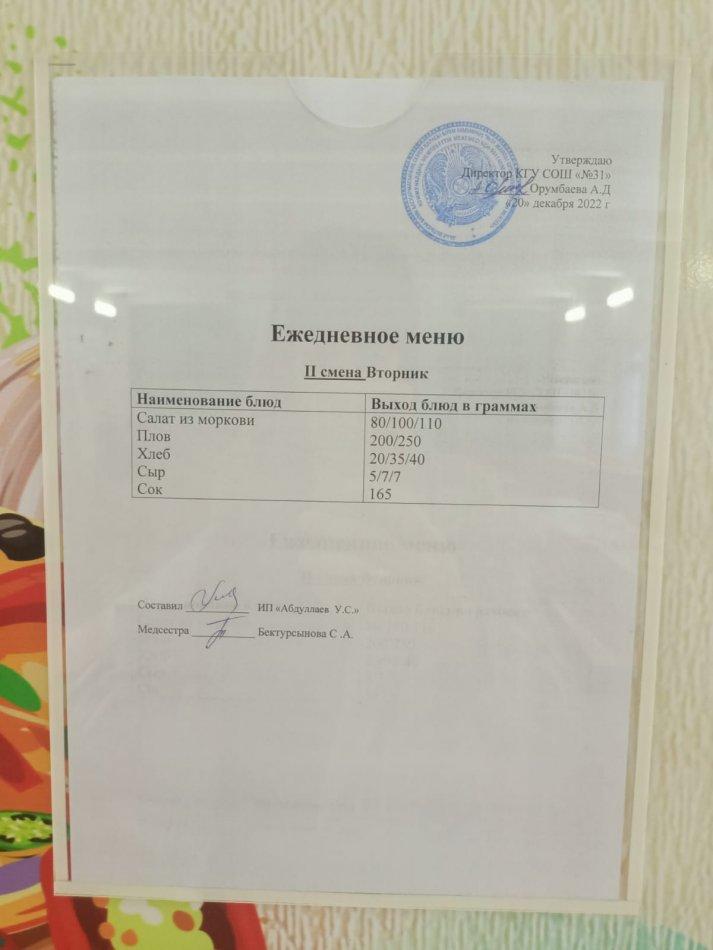 Утверждаю
Директор КГУ СОШ «№31»
Орумбаева А.Д
«20» декабря 2022 г
Ежедневное меню
II смена Вторник
Наименование блюд Выход блюд в граммах
Салат из моркови 80/100/110
Плов 200/250
Хлеб 20/35/40
Сыр 5/7/7
Сок 165
Составил ИП «Абдуллаев У.С.»
Медсестра Бектурсынова С .А.